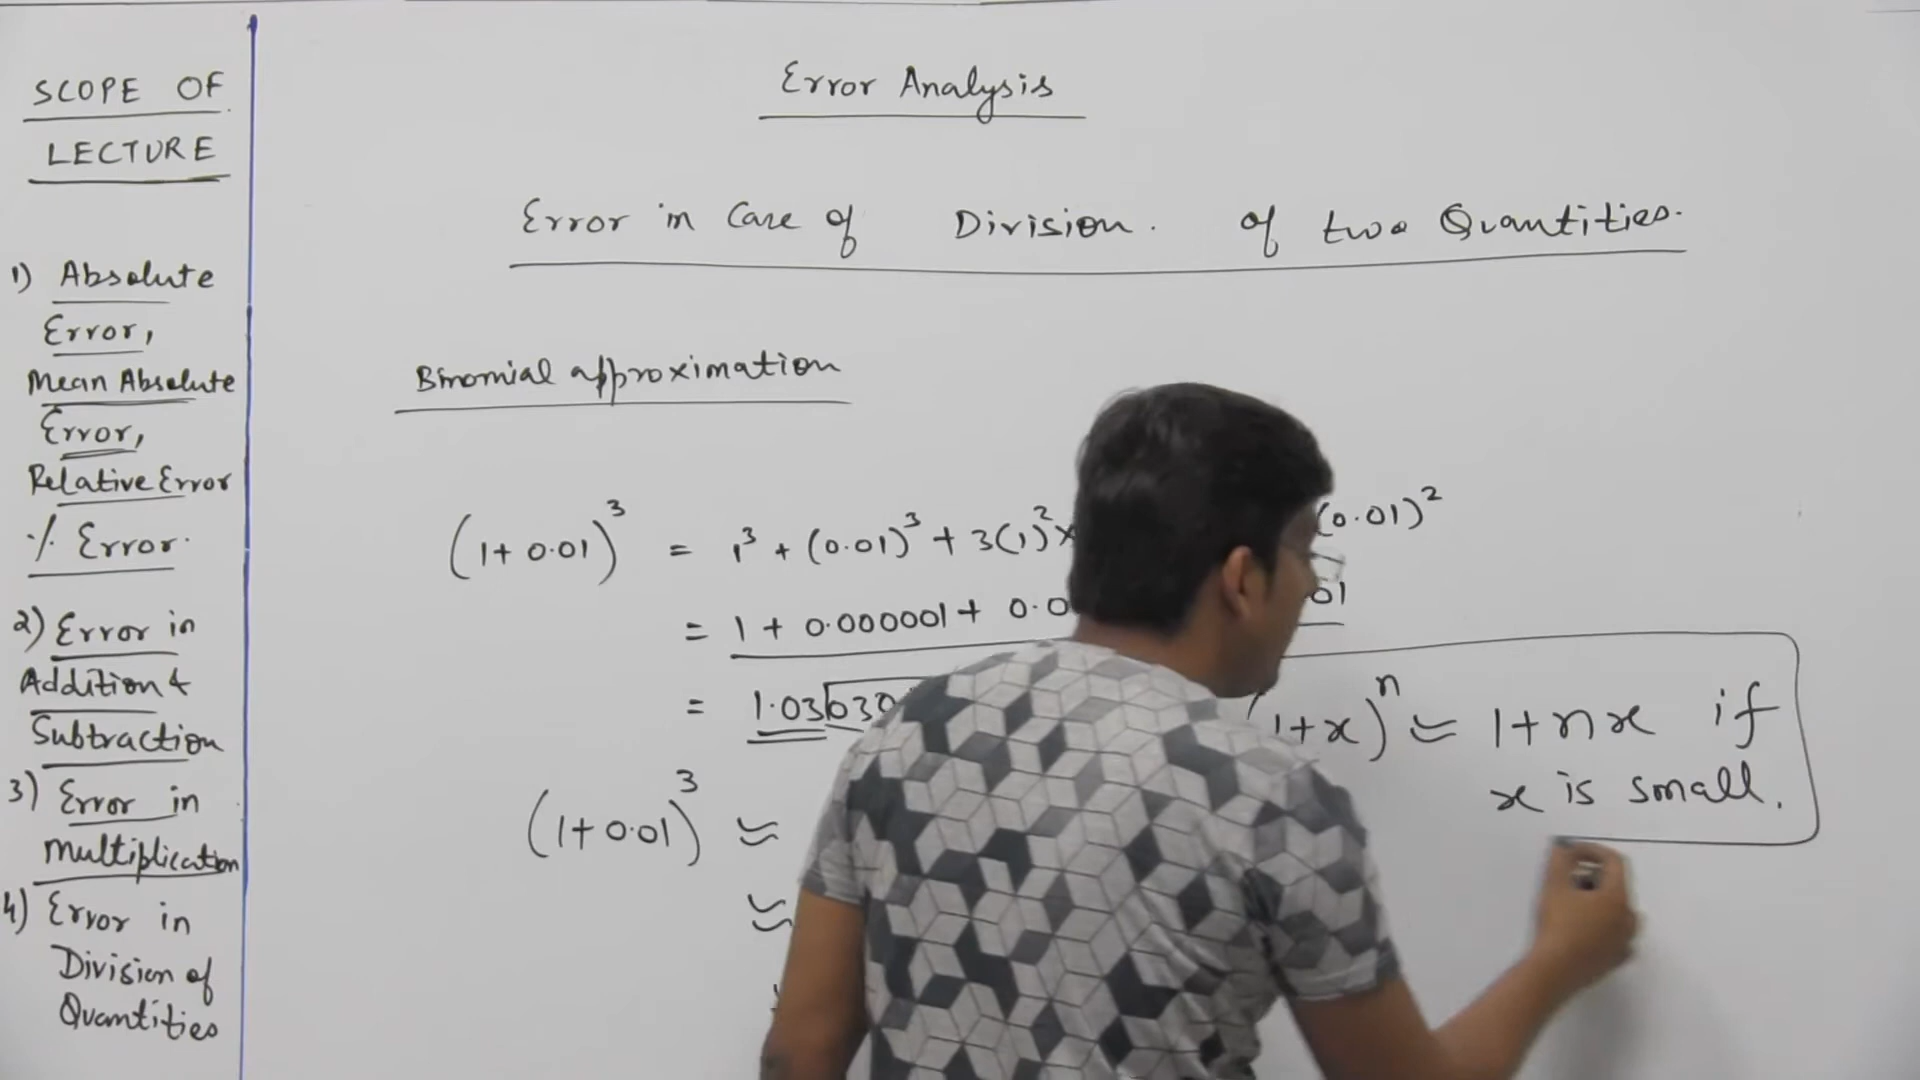 SCOPE OF
LECTURE
1) Absolute
Error,
Mean Absolute
Error,
Relative Error
% Error.
2) Error in
Addition &
Subtraction
3) Error in
Multiplication
4) Error in
Division of
Quantities
Error Analysis
Error in Case of Division. of two Quantities.
Binomial approximation
(1+0.01)³ = 1³ + (0.01)³ + 3(1)²× (0.01)²
= 1 + 0.000001 + 0.0 01
= 1.03030
(1+x)ⁿ ≈ 1+nx if
x is small.
(1+0.01)³ ≈
≈